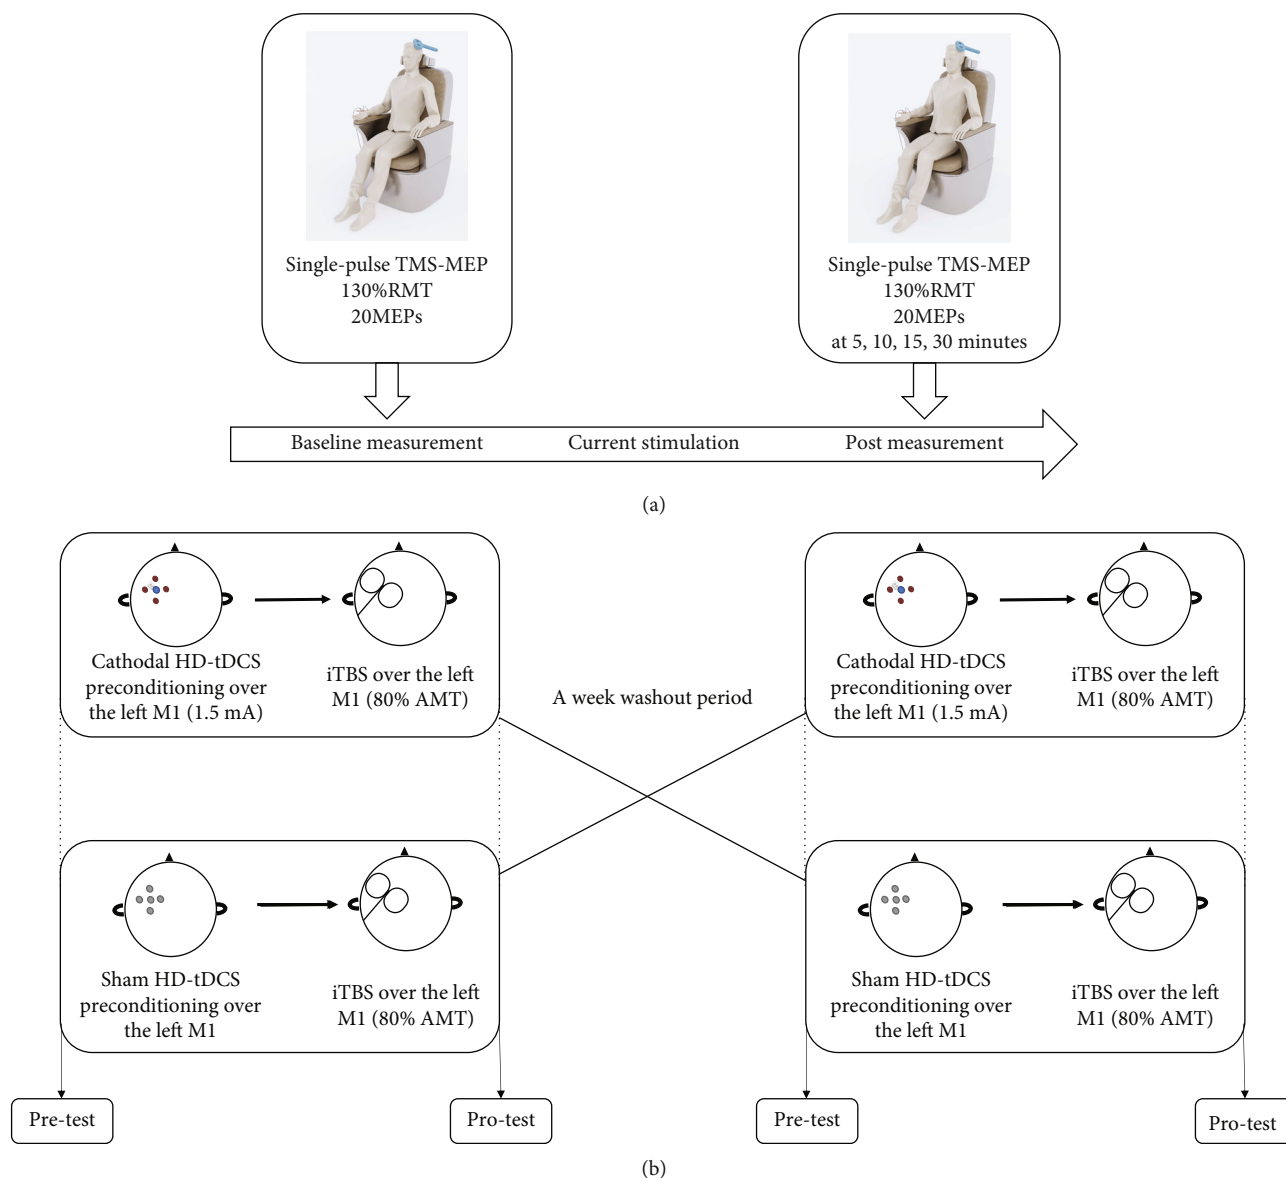 Single-pulse TMS-MEP
130%RMT
20MEPs
Single-pulse TMS-MEP
130%RMT
20MEPs
at 5, 10, 15, 30 minutes
Baseline measurement
Current stimulation
Post measurement
(a)
Cathodal HD-tDCS
preconditioning over
the left M1 (1.5 mA)
iTBS over the left
M1 (80% AMT)
A week washout period
Cathodal HD-tDCS
preconditioning over
the left M1 (1.5 mA)
iTBS over the left
M1 (80% AMT)
Sham HD-tDCS
preconditioning over
the left M1
iTBS over the left
M1 (80% AMT)
Sham HD-tDCS
preconditioning over
the left M1
iTBS over the left
M1 (80% AMT)
Pre-test
Pro-test
Pre-test
Pro-test
(b)